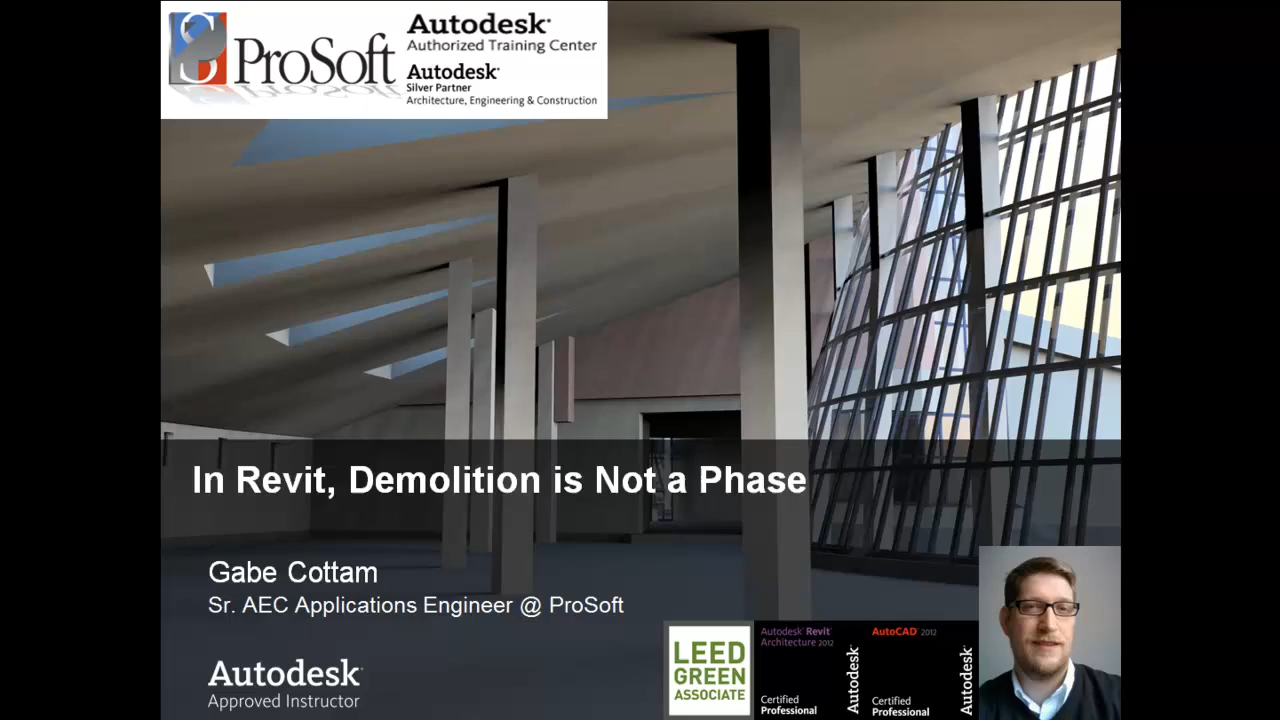 ProSoft
Autodesk®
Authorized Training Center
Autodesk®
Silver Partner
Architecture, Engineering & Construction
In Revit, Demolition is Not a Phase
Gabe Cottam
Sr. AEC Applications Engineer @ ProSoft
Autodesk®
Approved Instructor
LEED
GREEN
ASSOCIATE
Autodesk® Revit®
Architecture 2012
Certified
Professional
Autodesk®
AutoCAD® 2012
Certified
Professional
Autodesk®